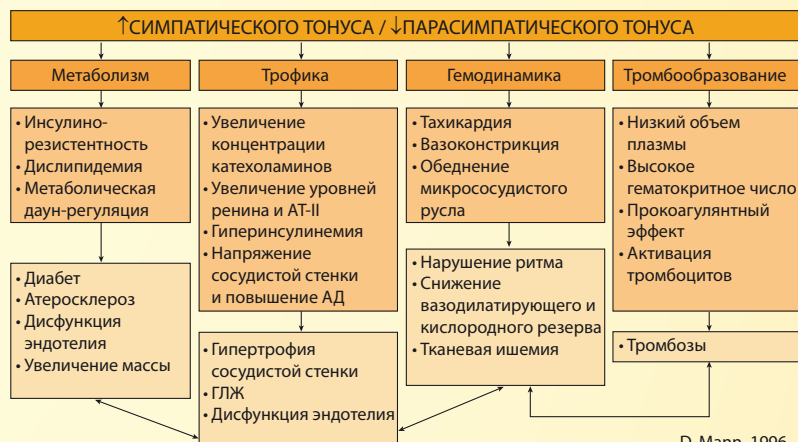 ↑СИМПАТИЧЕСКОГО ТОНУСА / ↓ПАРАСИМПАТИЧЕСКОГО ТОНУСА
Метаболизм
• Инсулино-
резистентность
• Дислипидемия
• Метаболическая
даун-регуляция
• Диабет
• Атеросклероз
• Дисфункция
эндотелия
• Увеличение массы
Трофика
• Увеличение
концентрации
катехоламинов
• Увеличение уровней
ренина и АТ-II
• Гиперинсулинемия
• Напряжение
сосудистой стенки
и повышение АД
• Гипертрофия
сосудистой стенки
• ГЛЖ
• Дисфункция эндотелия
Гемодинамика
• Тахикардия
• Вазоконстрикция
• Обеднение
микрососудистого
русла
• Нарушение ритма
• Снижение
вазодилатирующего и
кислородного резерва
• Тканевая ишемия
Тромбообразование
• Низкий объем
плазмы
• Высокое
гематокритное число
• Прокоагулянтный
эффект
• Активация
тромбоцитов
• Тромбозы
D. Mann, 1996